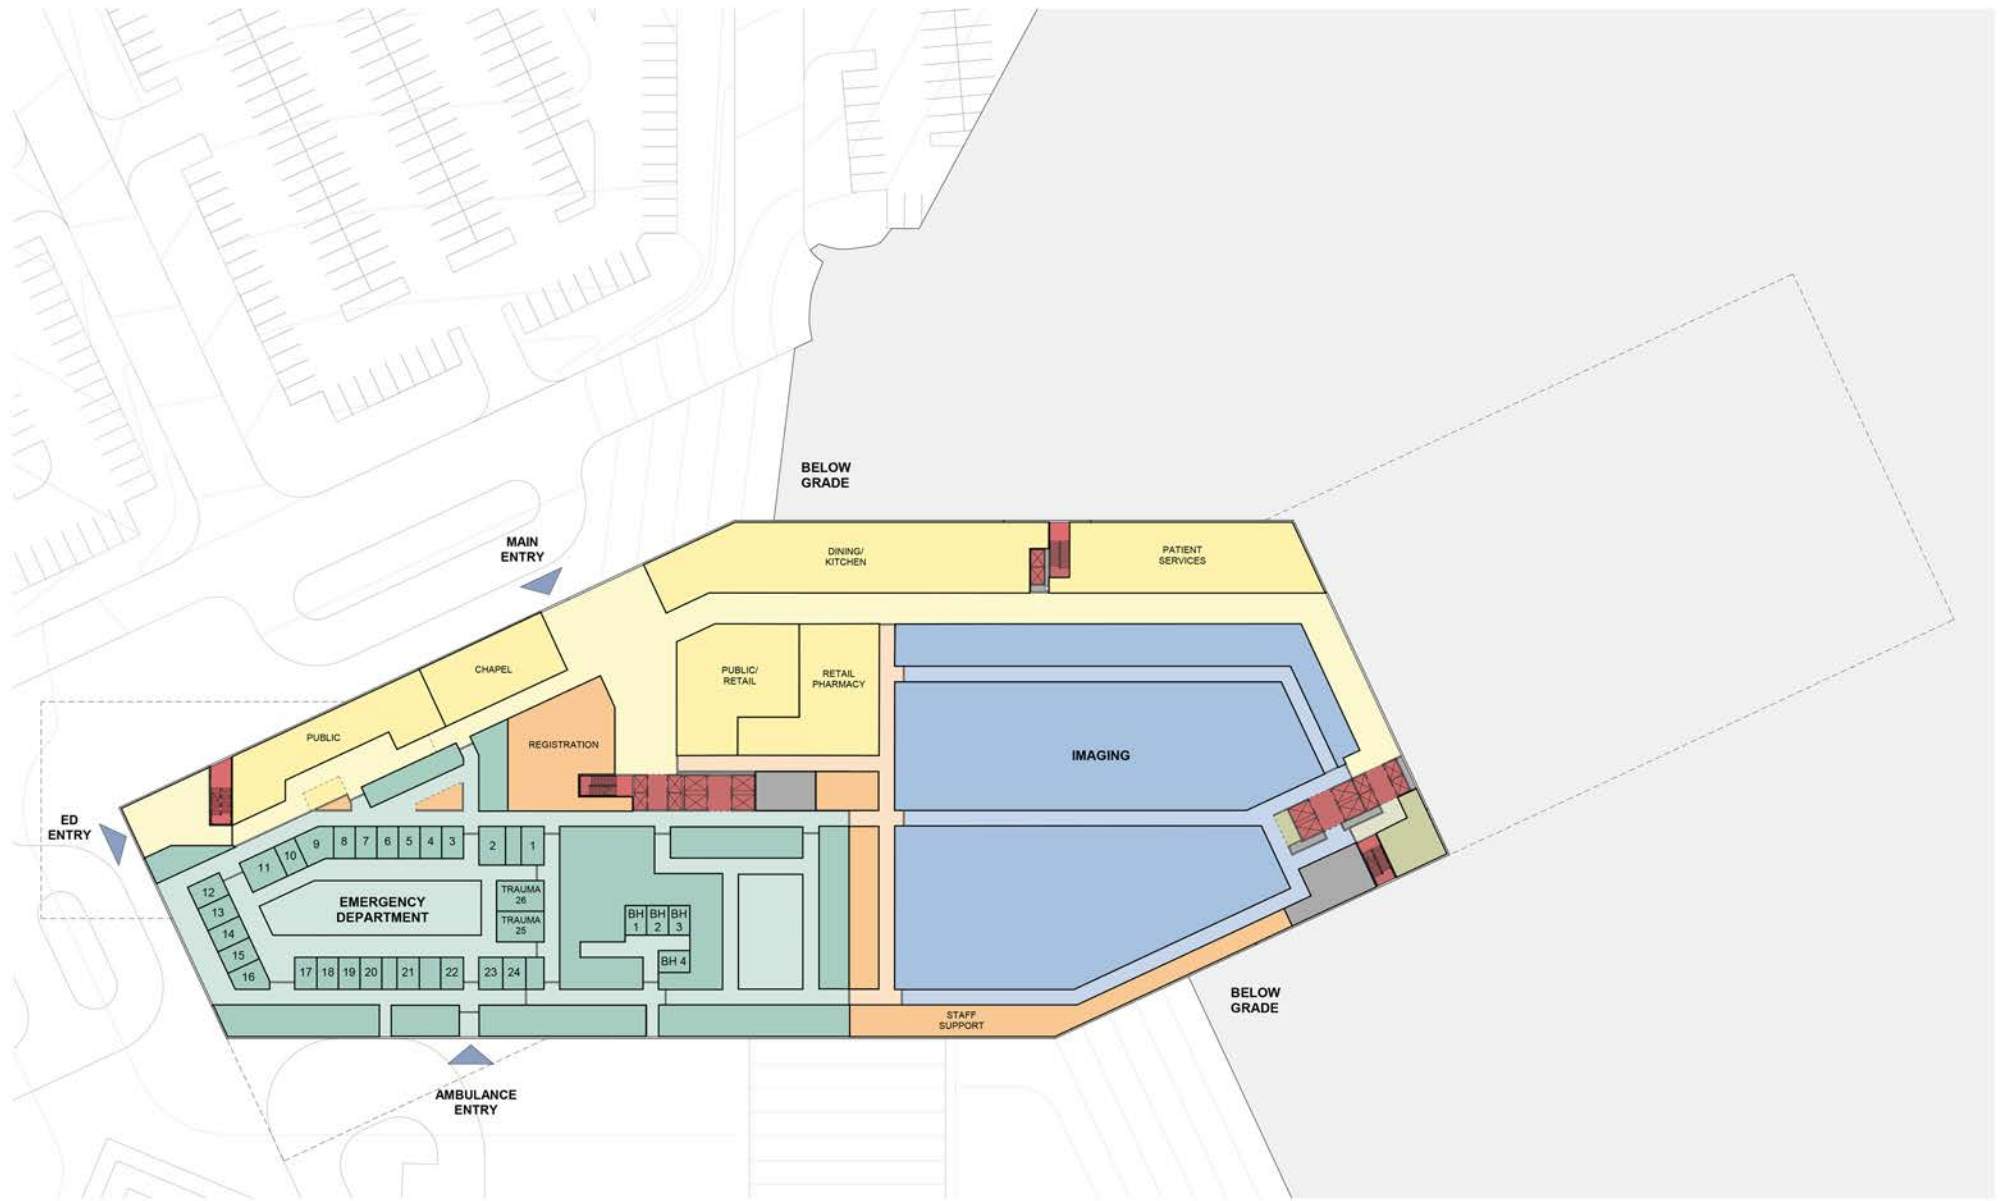 BELOW
GRADE
MAIN
ENTRY
DINING/
KITCHEN
PATIENT
SERVICES
CHAPEL
PUBLIC/
RETAIL
RETAIL
PHARMACY
PUBLIC
REGISTRATION
IMAGING
ED
ENTRY
12
11
10
9
8
7
6
5
4
3
2
1
13
14
15
16
EMERGENCY
DEPARTMENT
TRAUMA
26
TRAUMA
25
BH
1
BH
2
BH
3
BH 4
17
18
19
20
21
22
23
24
STAFF
SUPPORT
BELOW
GRADE
AMBULANCE
ENTRY